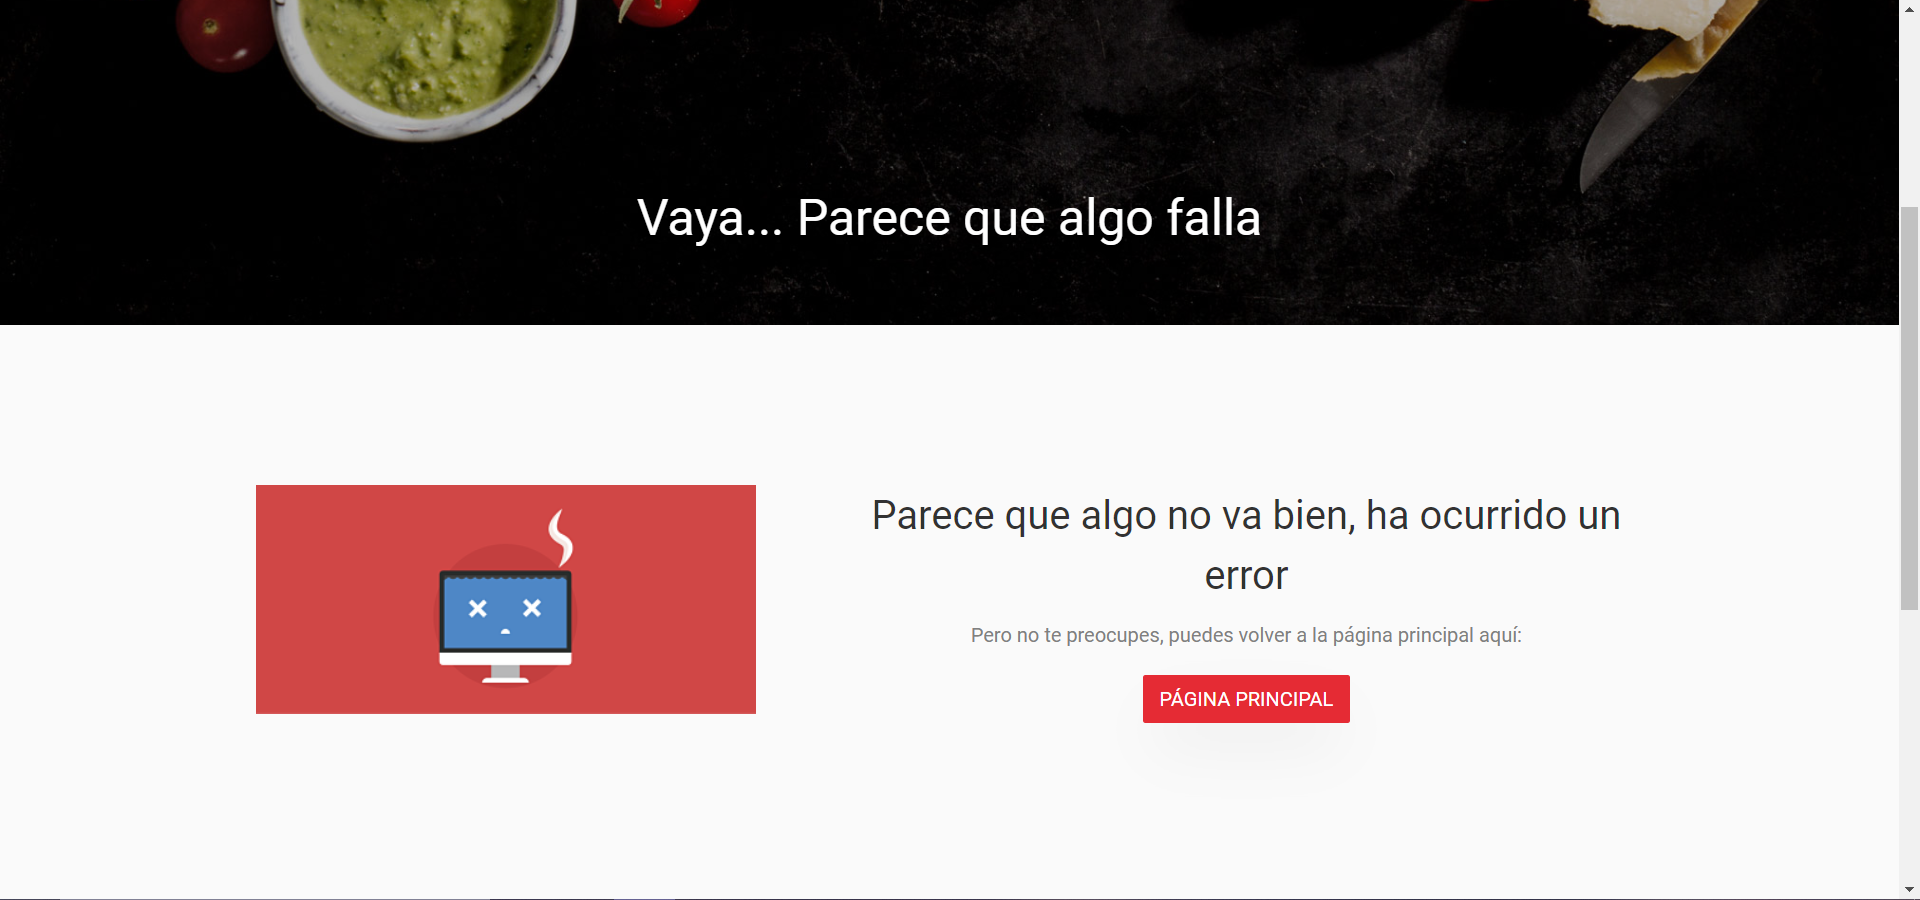 Vaya... Parece que algo falla
Parece que algo no va bien, ha ocurrido un
error
Pero no te preocupes, puedes volver a la página principal aquí:
PÁGINA PRINCIPAL